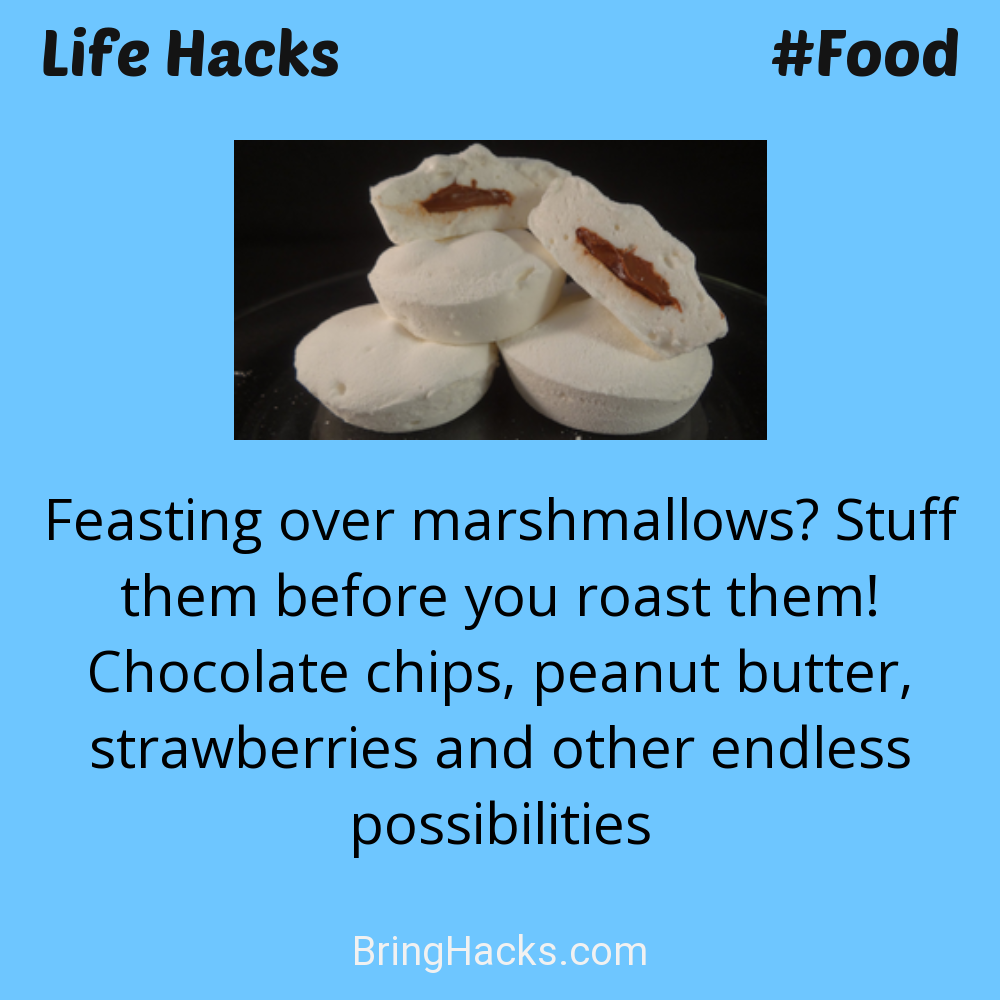 Life Hacks
#Food
Feasting over marshmallows? Stuff
them before you roast them!
Chocolate chips, peanut butter,
strawberries and other endless
possibilities
BringHacks.com